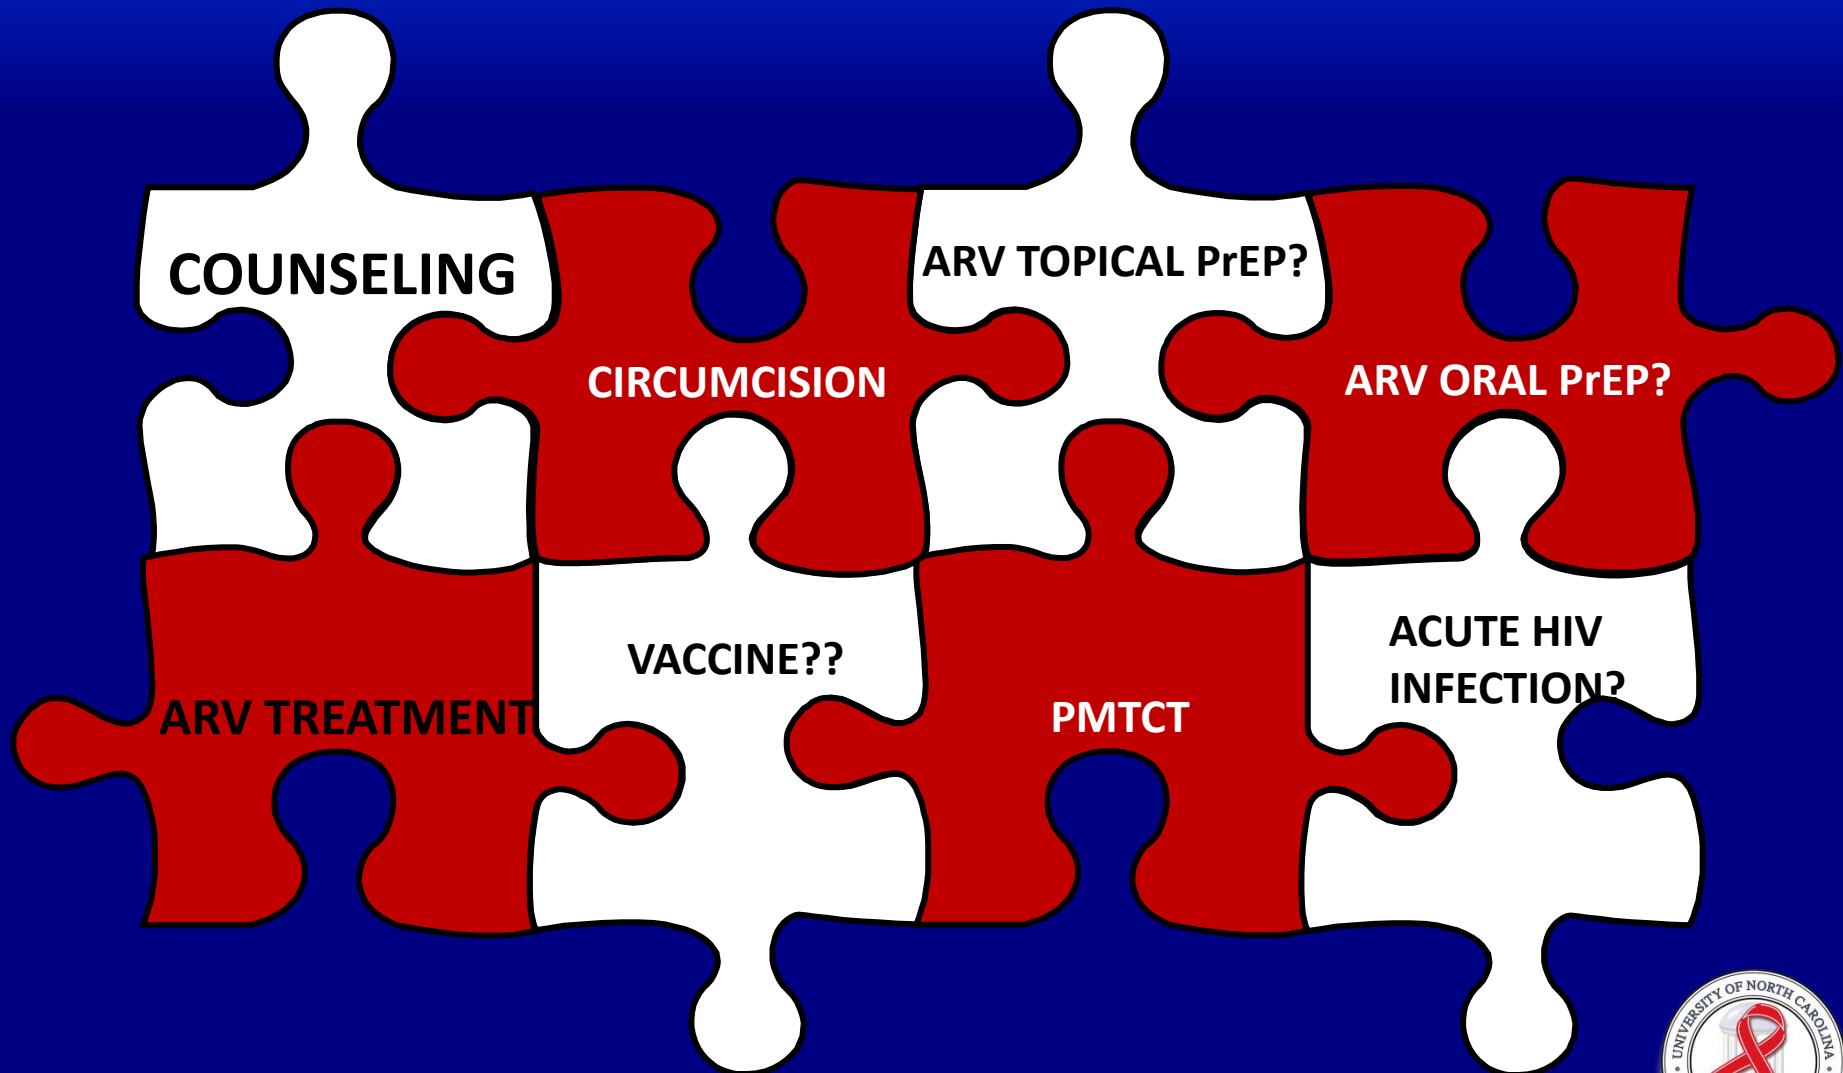 COUNSELING
CIRCUMCISION
ARV TOPICAL PrEP?
ARV ORAL PrEP?
ARV TREATMENT
VACCINE??
PMTCT
ACUTE HIV
INFECTION?
UNIVERSITY OF NORTH CAROLINA